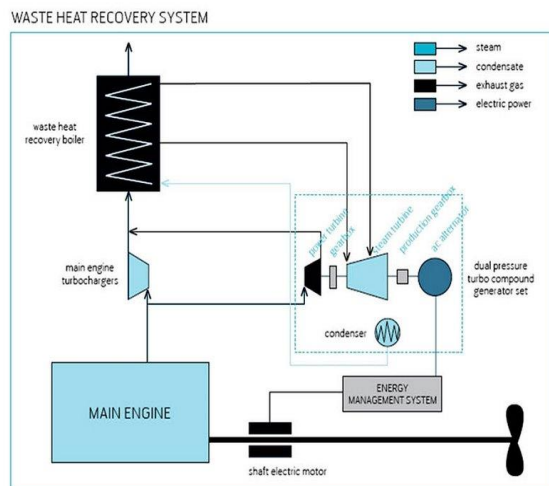 WASTE HEAT RECOVERY SYSTEM
steam
condensate
exhaust gas
electric power
waste heat
recovery boiler
power turbine
gearbox
steam turbine
production gearbox
ac alternator
main engine
turbochargers
dual pressure
turbo compound
generator set
condenser
ENERGY
MANAGEMENT SYSTEM
MAIN ENGINE
shaft electric motor